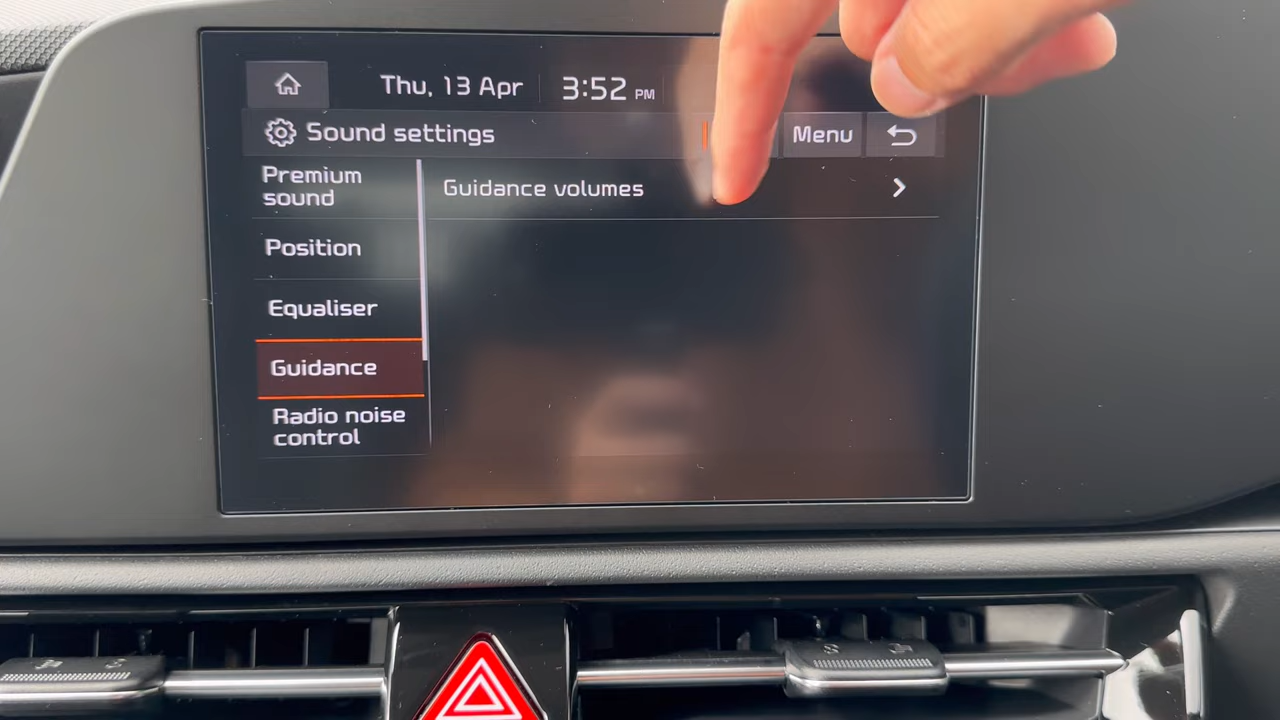 Thu, 13 Apr 3:52 PM
Sound settings Menu
Premium
sound
Guidance volumes
Position
Equaliser
Guidance
Radio noise
control